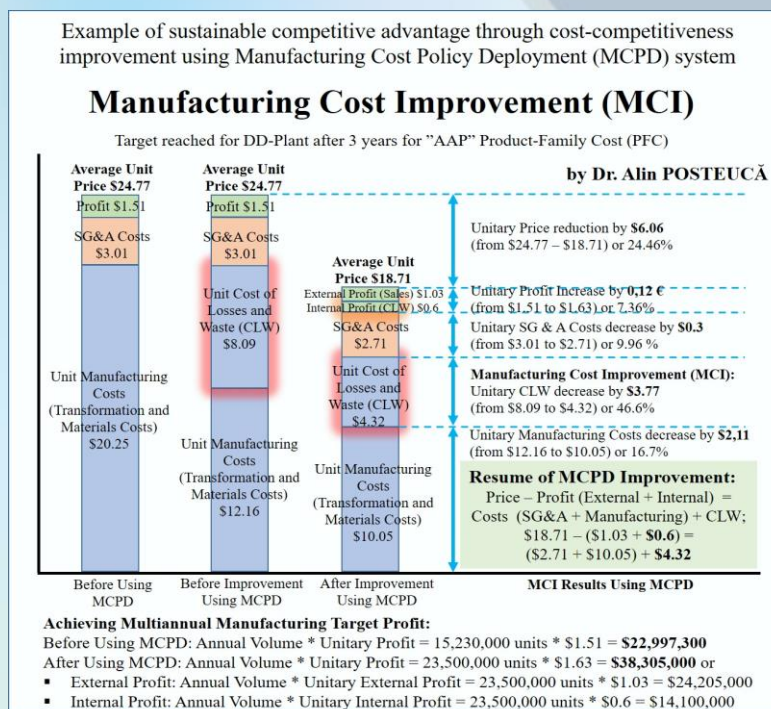 Example of sustainable competitive advantage through cost-competitiveness
improvement using Manufacturing Cost Policy Deployment (MCPD) system
Manufacturing Cost Improvement (MCI)
Target reached for DD-Plant after 3 years for ”AAP” Product-Family Cost (PFC)
by Dr. Alin POSTEUCĂ
Average Unit
Price $24.77
Profit $1.51
SG&A Costs
$3.01
Unit Manufacturing
Costs
(Transformation and
Materials Costs)
$20.25
Before Using
MCPD
Average Unit
Price $24.77
Profit $1.51
SG&A Costs
$3.01
Unit Cost of
Losses and
Waste (CLW)
$8.09
Unit Manufacturing
Costs
(Transformation and
Materials Costs)
$12.16
Before Improvement
Using MCPD
Average Unit
Price $18.71
External Profit (Sales) $1.03
Internal Profit (CLW) $0.6
SG&A Costs
$2.71
Unit Cost of
Losses and
Waste (CLW)
$4.32
Unit Manufacturing
Costs
(Transformation and
Materials Costs)
$10.05
After Improvement
Using MCPD
Unitary Price reduction by $6.06
(from $24.77 – $18.71) or 24.46%
Unitary Profit Increase by 0,12 €
(from $1.51 to $1.63) or 7.36%
Unitary SG & A Costs decrease by $0.3
(from $3.01 to $2.71) or 9.96 %
Manufacturing Cost Improvement (MCI):
Unitary CLW decrease by $3.77
(from $8.09 to $4.32) or 46.6%
Unitary Manufacturing Costs decrease by $2,11
(from $12.16 to $10.05) or 16.7%
Resume of MCPD Improvement:
Price – Profit (External + Internal) =
Costs (SG&A + Manufacturing) + CLW;
$18.71 – ($1.03 + $0.6) =
($2.71 + $10.05) + $4.32
MCI Results Using MCPD
Achieving Multiannual Manufacturing Target Profit:
Before Using MCPD: Annual Volume * Unitary Profit = 15,230,000 units * $1.51 = $22,997,300
After Using MCPD: Annual Volume * Unitary Profit = 23,500,000 units * $1.63 = $38,305,000 or
▪ External Profit: Annual Volume * Unitary External Profit = 23,500,000 units * $1.03 = $24,205,000
▪ Internal Profit: Annual Volume * Unitary Internal Profit = 23,500,000 units * $0.6 = $14,100,000